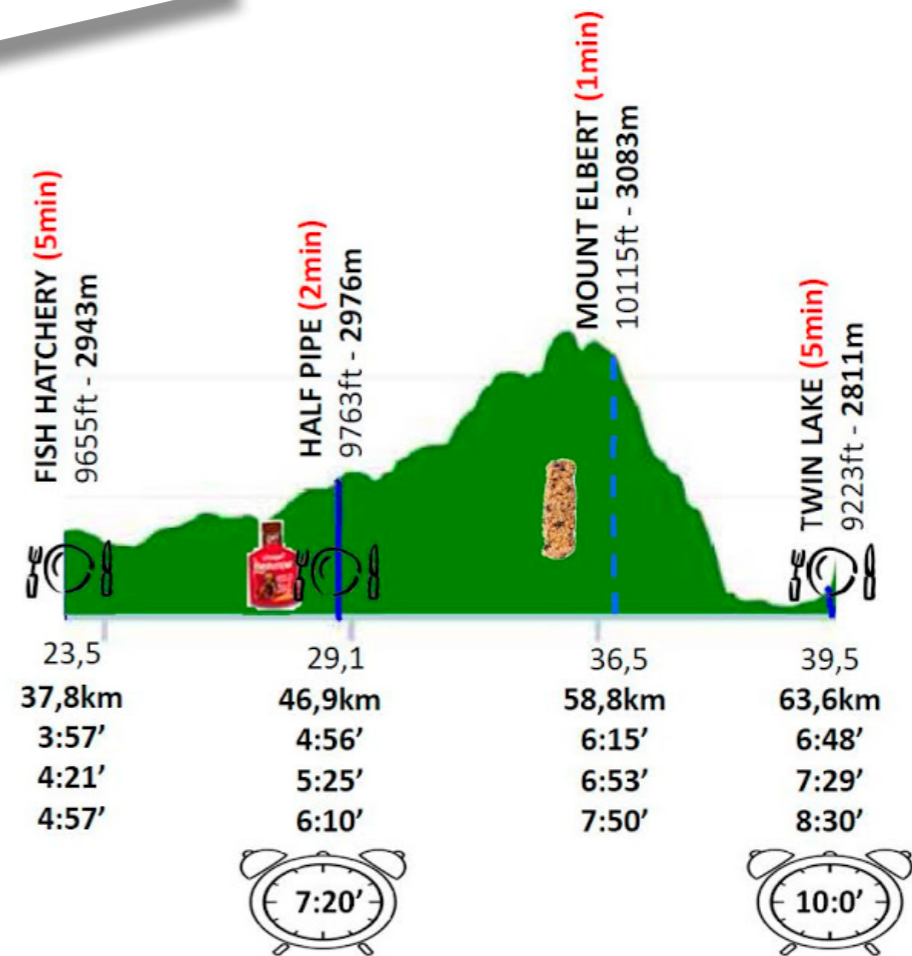 FISH HATCHERY (5min)
9655ft - 2943m
HALF PIPE (2min)
9763ft - 2976m
MOUNT ELBERT (1min)
10115ft - 3083m
TWIN LAKE (5min)
9223ft - 2811m
23,5 29,1 36,5 39,5
37,8km 46,9km 58,8km 63,6km
3:57’ 4:56’ 6:15’ 6:48’
4:21’ 5:25’ 6:53’ 7:29’
4:57’ 6:10’ 7:50’ 8:30’
7:20’ 10:0’